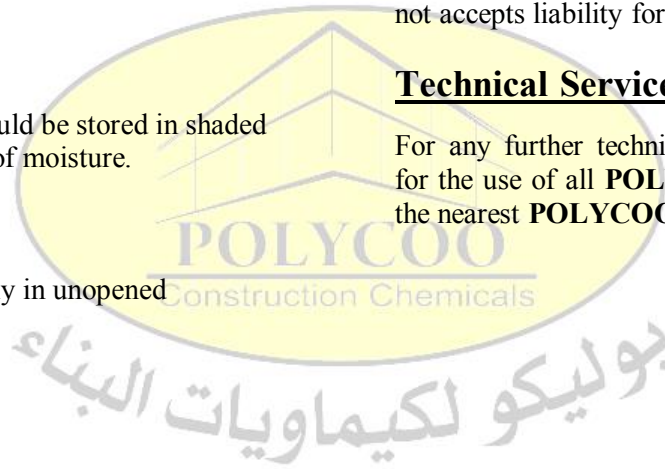 uld be stored in shaded
of moisture.
y in unopened
not accepts liability for
Technical Service
For any further techni
for the use of all POL
the nearest POLYCOO
POLYCOO
Construction Chemicals
بوليكو لكيماويات البناء